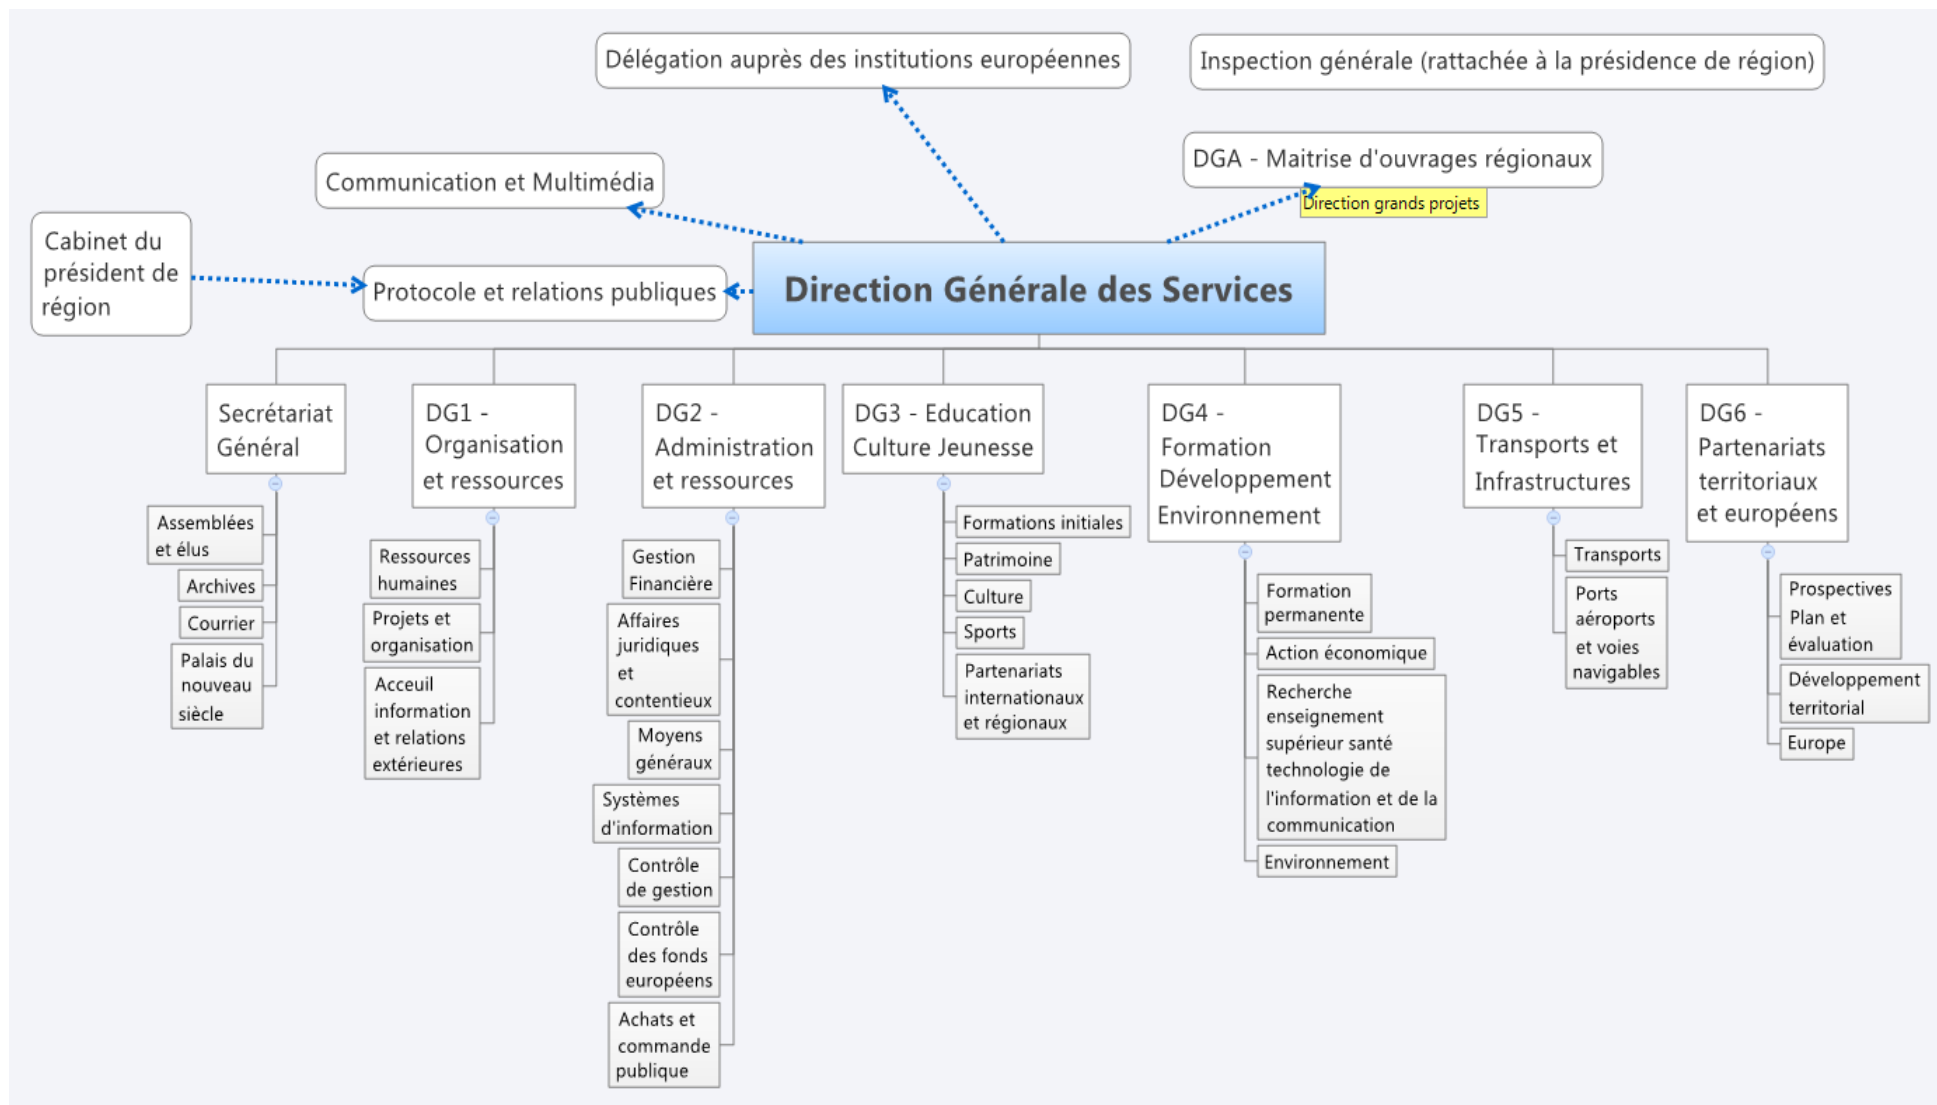 Délégation auprès des institutions européennes
Inspection générale (rattachée à la présidence de région)
DGA - Maitrise d'ouvrages régionaux
Direction grands projets
Communication et Multimédia
Cabinet du
président de
région
Protocole et relations publiques
Direction Générale des Services
Secrétariat
Général
Assemblées
et élus
Archives
Courrier
Palais du
nouveau
siècle
DG1 -
Organisation
et ressources
Ressources
humaines
Projets et
organisation
Acceuil
information
et relations
extérieures
DG2 -
Administration
et ressources
Gestion
Financière
Affaires
juridiques
et
contentieux
Moyens
généraux
Systèmes
d'information
Contrôle
de gestion
Contrôle
des fonds
européens
Achats et
commande
publique
DG3 - Education
Culture Jeunesse
Formations initiales
Patrimoine
Culture
Sports
Partenariats
internationaux
et régionaux
DG4 -
Formation
Développement
Environnement
Formation
permanente
Action économique
Recherche
enseignement
supérieur santé
technologie de
l'information et de la
communication
Environnement
DG5 -
Transports et
Infrastructures
Transports
Ports
aéroports
et voies
navigables
DG6 -
Partenariats
territoriaux
et européens
Prospectives
Plan et
évaluation
Développement
territorial
Europe